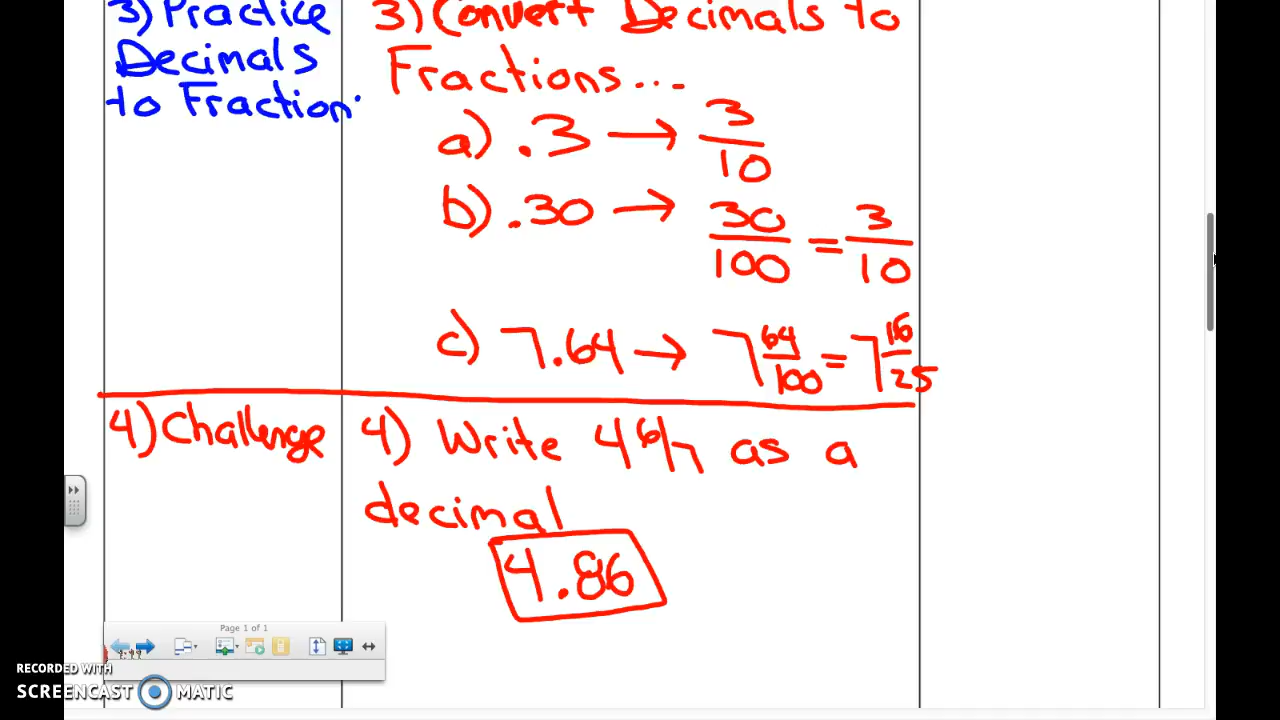 3) Practice
Decimals
to Fraction
3) Convert Decimals to
Fractions...
a) .3 → 3/10
b) .30 → 30/100 = 3/10
c) 7.64 → 7 64/100 = 7 16/25
4) Challenge
4) Write 4 6/7 as a
decimal
4.86
Page 1 of 1
RECORDED WITH
SCREENCAST MATIC